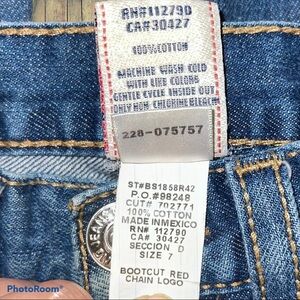 RN#112790
CA#30427
100%COTTON
MACHINE WASH COLD
WITH LIKE COLORS
GENTLE CYCLE INSIDE OUT
ONLY NON-CHLORINE BLEACH
228-075757
ST#BS1858R42
P.O.#98248
CUT# 702771
100% COTTON
MADE IN MEXICO
RN# 112790
CA# 30427
SECCION D
SIZE 7
BOOTCUT RED
CHAIN LOGO
PhotoRoom